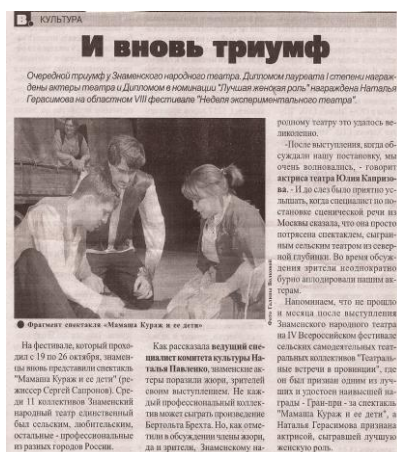 В. КУЛЬТУРА
И вновь триумф
Очередной триумф у Знаменского народного театра. Дипломом лауреата I степени награж-
дены актеры театра и Дипломом в номинации "Лучшая женская роль" награждена Наталья
Герасимова на областном VIII фестивале "Неделя экспериментального театра".
Фрагмент спектакля «Мамаша Кураж и ее дети»
На фестивале, который прохо-
дил с 19 по 26 октября, знамен-
цы вновь представили спектакль
"Мамаша Кураж и ее дети" (ре-
жиссер Сергей Сапронов). Сре-
ди 11 коллективов Знаменский
народный театр единственный
был сельским, любительским,
остальные - профессиональные
из разных городов России.
Как рассказала ведущий спе-
циалист комитета культуры На-
талья Павленко, знаменские ак-
теры поразили жюри, зрителей
своим выступлением. Не каж-
дый профессиональный коллек-
тив может сыграть произведение
Бертольта Брехта. Но, как отме-
тили в обсуждении члены жюри,
да и зрители, Знаменскому на-
родному театру это удалось ве-
ликолепно.
-После выступления, когда об-
суждали нашу постановку, мы
очень волновались, - говорит
актриса театра Юлия Капризо-
ва. - И до слез было приятно ус-
лышать, когда специалист по по-
становке сценической речи из
Москвы сказала, что она просто
потрясена спектаклем, сыгран-
ным сельским театром из север-
ной глубинки. Во время обсуж-
дения зрители неоднократно
бурно аплодировали нашим ак-
терам.
Напоминаем, что не прошло
и месяца после выступления
Знаменского народного театра
на IV Всероссийском фестивале
сельских самодеятельных теат-
ральных коллективов "Театраль-
ные встречи в провинции", где
он был признан одним из луч-
ших и удостоен наивысшей на-
грады - Гран-при - за спектакль
"Мамаша Кураж и ее дети", а
Наталья Герасимова признана
актрисой, сыгравшей лучшую
женскую роль.